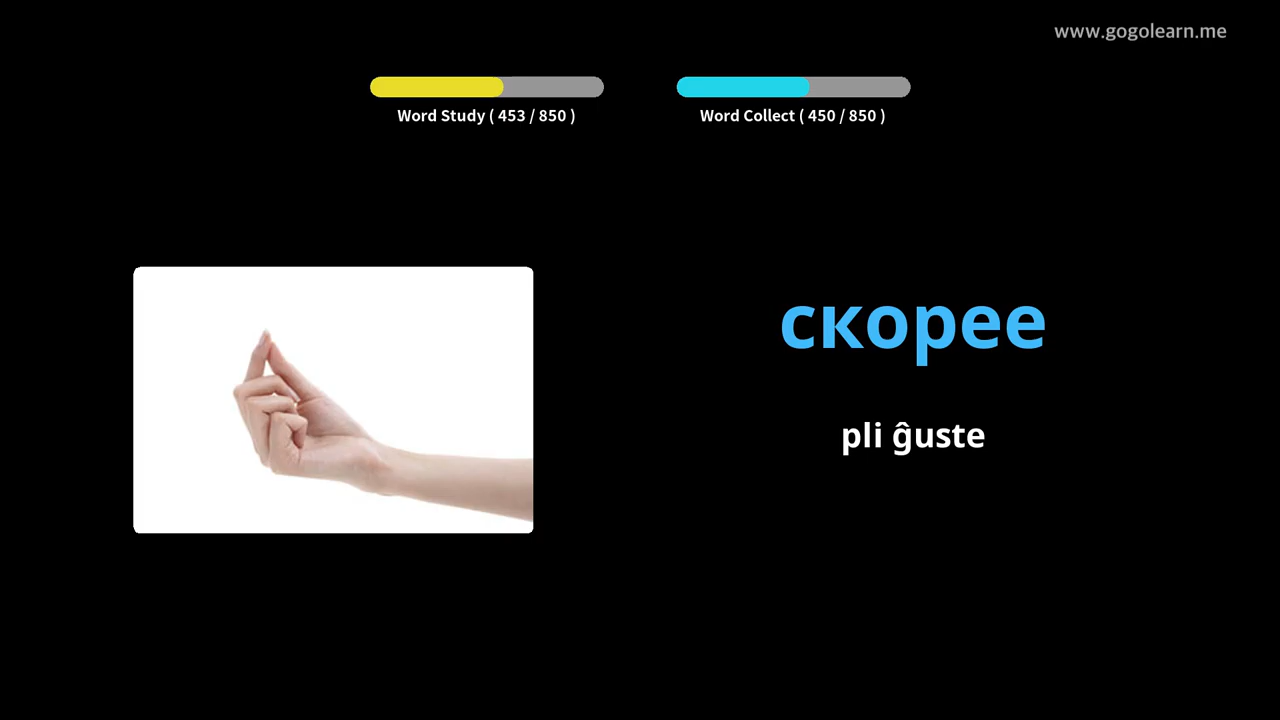 www.gogolearn.me
Word Study ( 453 / 850 )
Word Collect ( 450 / 850 )
скорее
pli ĝuste